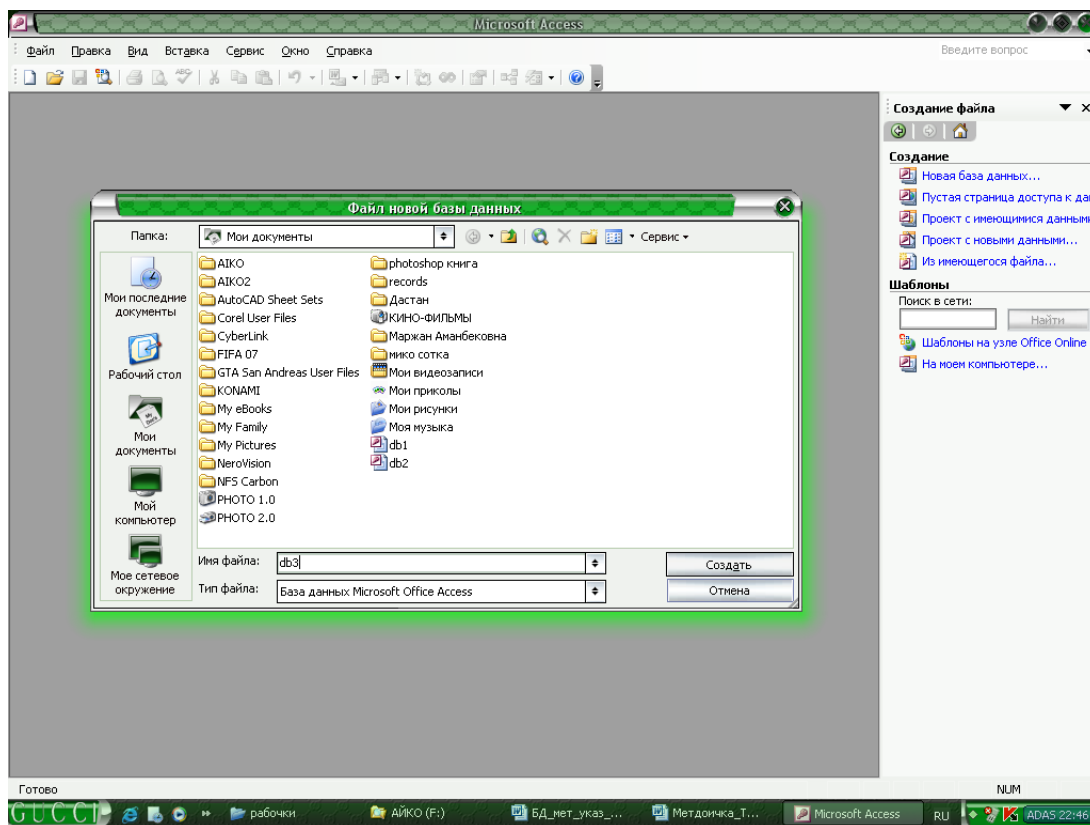 Microsoft Access
Файл Правка Вид Вставка Сервис Окно Справка
Введите вопрос
Создание файла
Создание
Новая база данных...
Пустая страница доступа к да
Проект с имеющимися данными
Проект с новыми данными...
Из имеющегося файла...
Шаблоны
Поиск в сети:
Найти
Шаблоны на узле Office Online
На моем компьютере...
Файл новой базы данных
Папка: Мои документы Сервис
Мои последние документы
Рабочий стол
Мои документы
Мой компьютер
Мое сетевое окружение
AIKO
AIKO2
AutoCAD Sheet Sets
Corel User Files
CyberLink
FIFA 07
GTA San Andreas User Files
KONAMI
My eBooks
My Family
My Pictures
NeroVision
NFS Carbon
PHOTO 1.0
PHOTO 2.0
photoshop книга
records
Дастан
КИНО-ФИЛЬМЫ
Маржан Аманбековна
мико сотка
Мои видеозаписи
Мои приколы
Мои рисунки
Моя музыка
db1
db2
Имя файла: db3 Создать
Тип файла: База данных Microsoft Office Access Отмена
Готово NUM
GUCCI рабочки АЙКО (F:) БД_мет_указ_... Метдоичка_Т... Microsoft Access RU ADAS 22:46